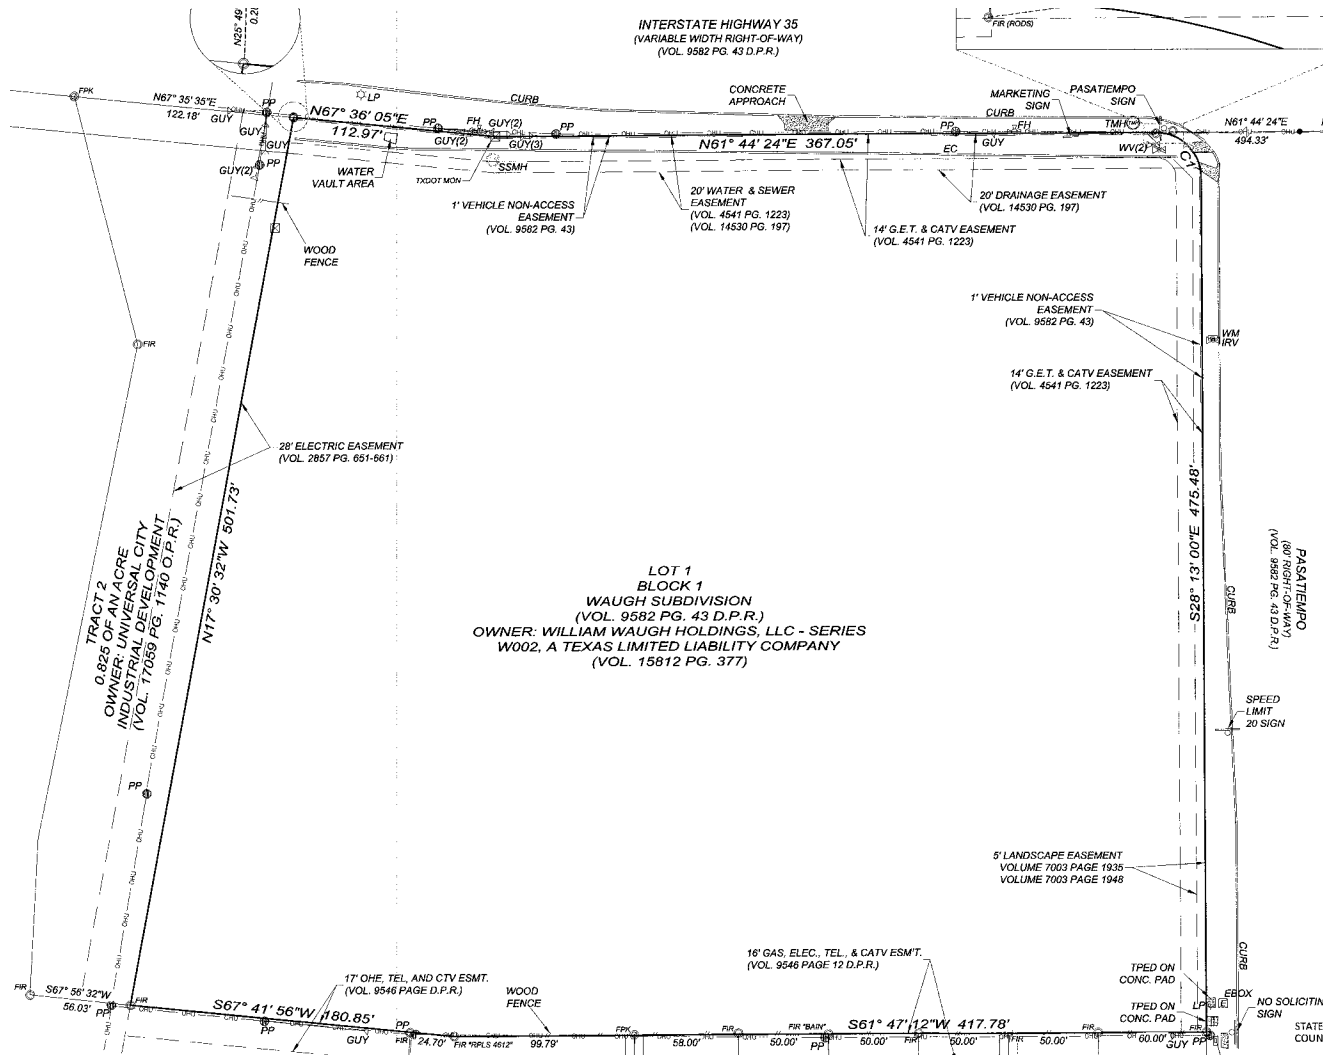 N25° 49'
INTERSTATE HIGHWAY 35
(VARIABLE WIDTH RIGHT-OF-WAY)
(VOL. 9582 PG. 43 D.P.R.)
FIR (RODS)
FPK
N67° 35' 35"E
122.18'
GUY
PP
GUY
GUY
GUY(2)
PP
LP
CURB
N67° 36' 05"E
112.97'
PP
FH
GUY(2)
GUY(2)
GUY(3)
PP
CONCRETE
APPROACH
CURB
MARKETING
SIGN
PASATIEMPO
SIGN
TMH
PP
FH
GUY
EC
WV(2)
C1
N61° 44' 24"E
494.33'
N61° 44' 24"E 367.05'
WATER
VAULT AREA
TXDOT MON
SSMH
1' VEHICLE NON-ACCESS
EASEMENT
(VOL. 9582 PG. 43)
20' WATER & SEWER
EASEMENT
(VOL. 4541 PG. 1223)
(VOL. 14530 PG. 197)
14' G.E.T. & CATV EASEMENT
(VOL. 4541 PG. 1223)
20' DRAINAGE EASEMENT
(VOL. 14530 PG. 197)
WOOD
FENCE
FIR
1' VEHICLE NON-ACCESS
EASEMENT
(VOL. 9582 PG. 43)
WM
IRV
14' G.E.T. & CATV EASEMENT
(VOL. 4541 PG. 1223)
28' ELECTRIC EASEMENT
(VOL. 2857 PG. 651-661)
N17° 30' 32"W 501.73'
TRACT 2
0.825 OF AN ACRE
OWNER: UNIVERSAL CITY
INDUSTRIAL DEVELOPMENT
(VOL. 17059 PG. 1140 O.P.R.)
LOT 1
BLOCK 1
WAUGH SUBDIVISION
(VOL. 9582 PG. 43 D.P.R.)
OWNER: WILLIAM WAUGH HOLDINGS, LLC - SERIES
W002, A TEXAS LIMITED LIABILITY COMPANY
(VOL. 15812 PG. 377)
S28° 13' 00"E 475.48'
CURB
PASATIEMPO
(80' RIGHT-OF-WAY)
(VOL. 9582 PG. 43 D.P.R.)
SPEED
LIMIT
20 SIGN
PP
5' LANDSCAPE EASEMENT
VOLUME 7003 PAGE 1935
VOLUME 7003 PAGE 1948
CURB
TPED ON
CONC. PAD
TPED ON
CONC. PAD
LP
E
EBOX
NO SOLICITIN
SIGN
STATE
COUN
FIR
S67° 56' 32"W
56.03'
PP
FIR
17' OHE, TEL, AND CTV ESMT.
(VOL. 9546 PAGE D.P.R.)
S67° 41' 56"W 180.85'
PP
GUY
PP
FIR
24.70'
FIR "RPLS 4612"
WOOD
FENCE
99.79'
16' GAS, ELEC., TEL., & CATV ESM'T.
(VOL. 9546 PAGE 12 D.P.R.)
FPK
58.00'
FIR
50.00'
FIR "BAIN"
PP
S61° 47' 12"W 417.78'
50.00'
FIR
50.00'
FIR
60.00'
FIR
GUY
PP